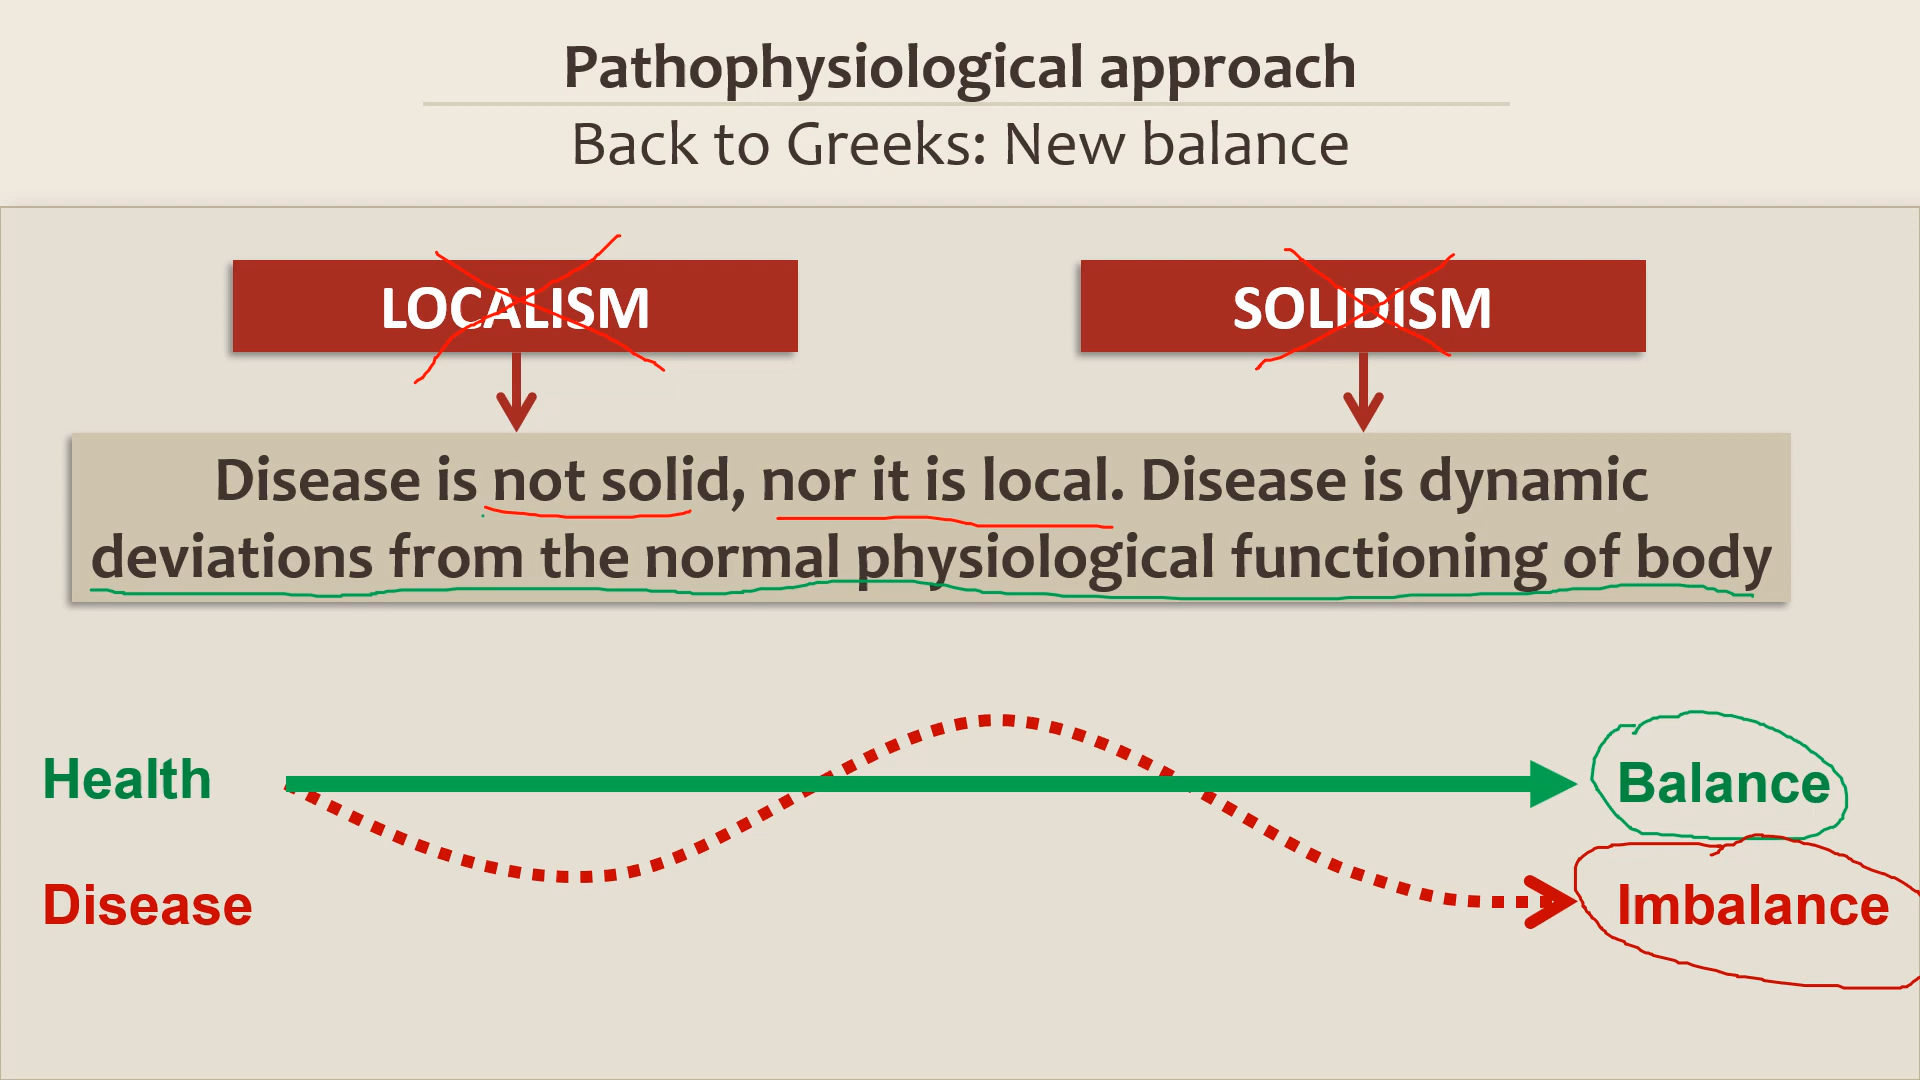 Pathophysiological approach
Back to Greeks: New balance
LOCALISM
SOLIDISM
Disease is not solid, nor it is local. Disease is dynamic
deviations from the normal physiological functioning of body
Health
Balance
Disease
Imbalance